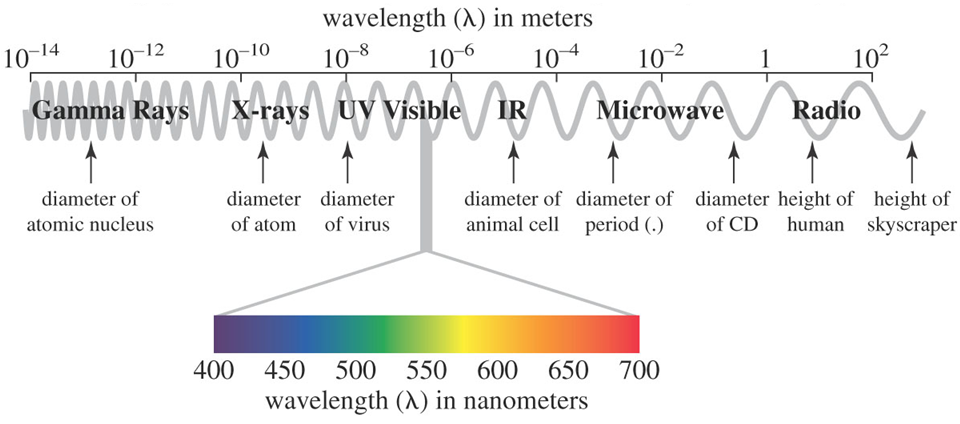 wavelength (λ) in meters
10⁻¹⁴ 10⁻¹² 10⁻¹⁰ 10⁻⁸ 10⁻⁶ 10⁻⁴ 10⁻² 1 10²
Gamma Rays X-rays UV Visible IR Microwave Radio
diameter of diameter diameter diameter of diameter of diameter height of height of
atomic nucleus of atom of virus animal cell period (.) of CD human skyscraper
400 450 500 550 600 650 700
wavelength (λ) in nanometers